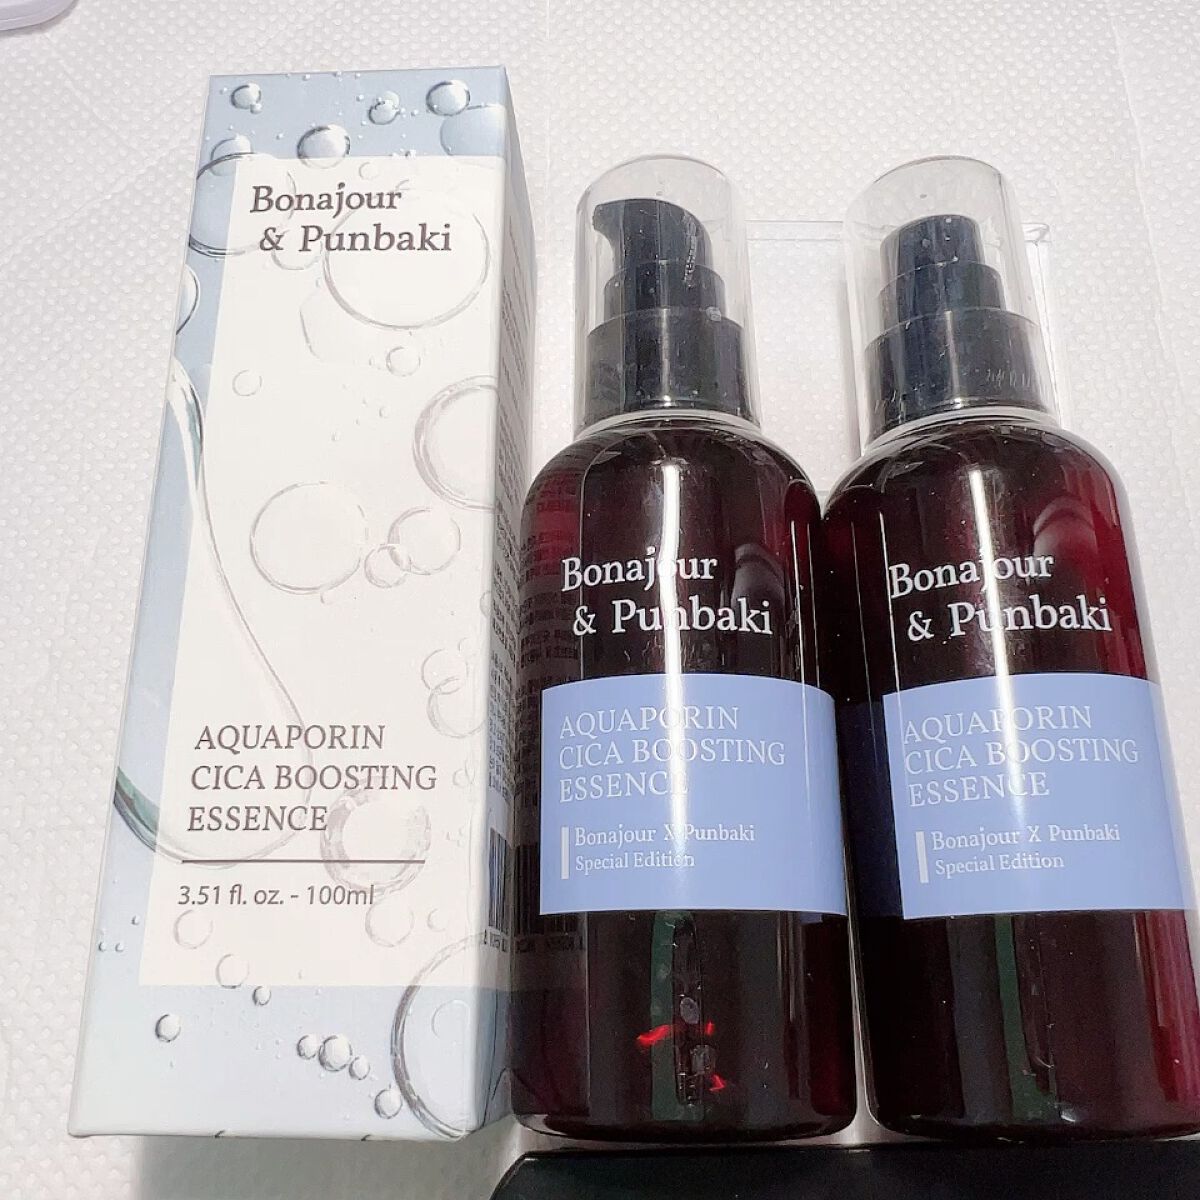 Bonajour
& Punbaki
AQUAPORIN
CICA BOOSTING
ESSENCE
3.51 fl. oz. - 100ml
Bonajour
& Punbaki
AQUAPORIN
CICA BOOSTING
ESSENCE
Bonajour X Punbaki
Special Edition
Bonajour
& Punbaki
AQUAPORIN
CICA BOOSTING
ESSENCE
Bonajour X Punbaki
Special Edition